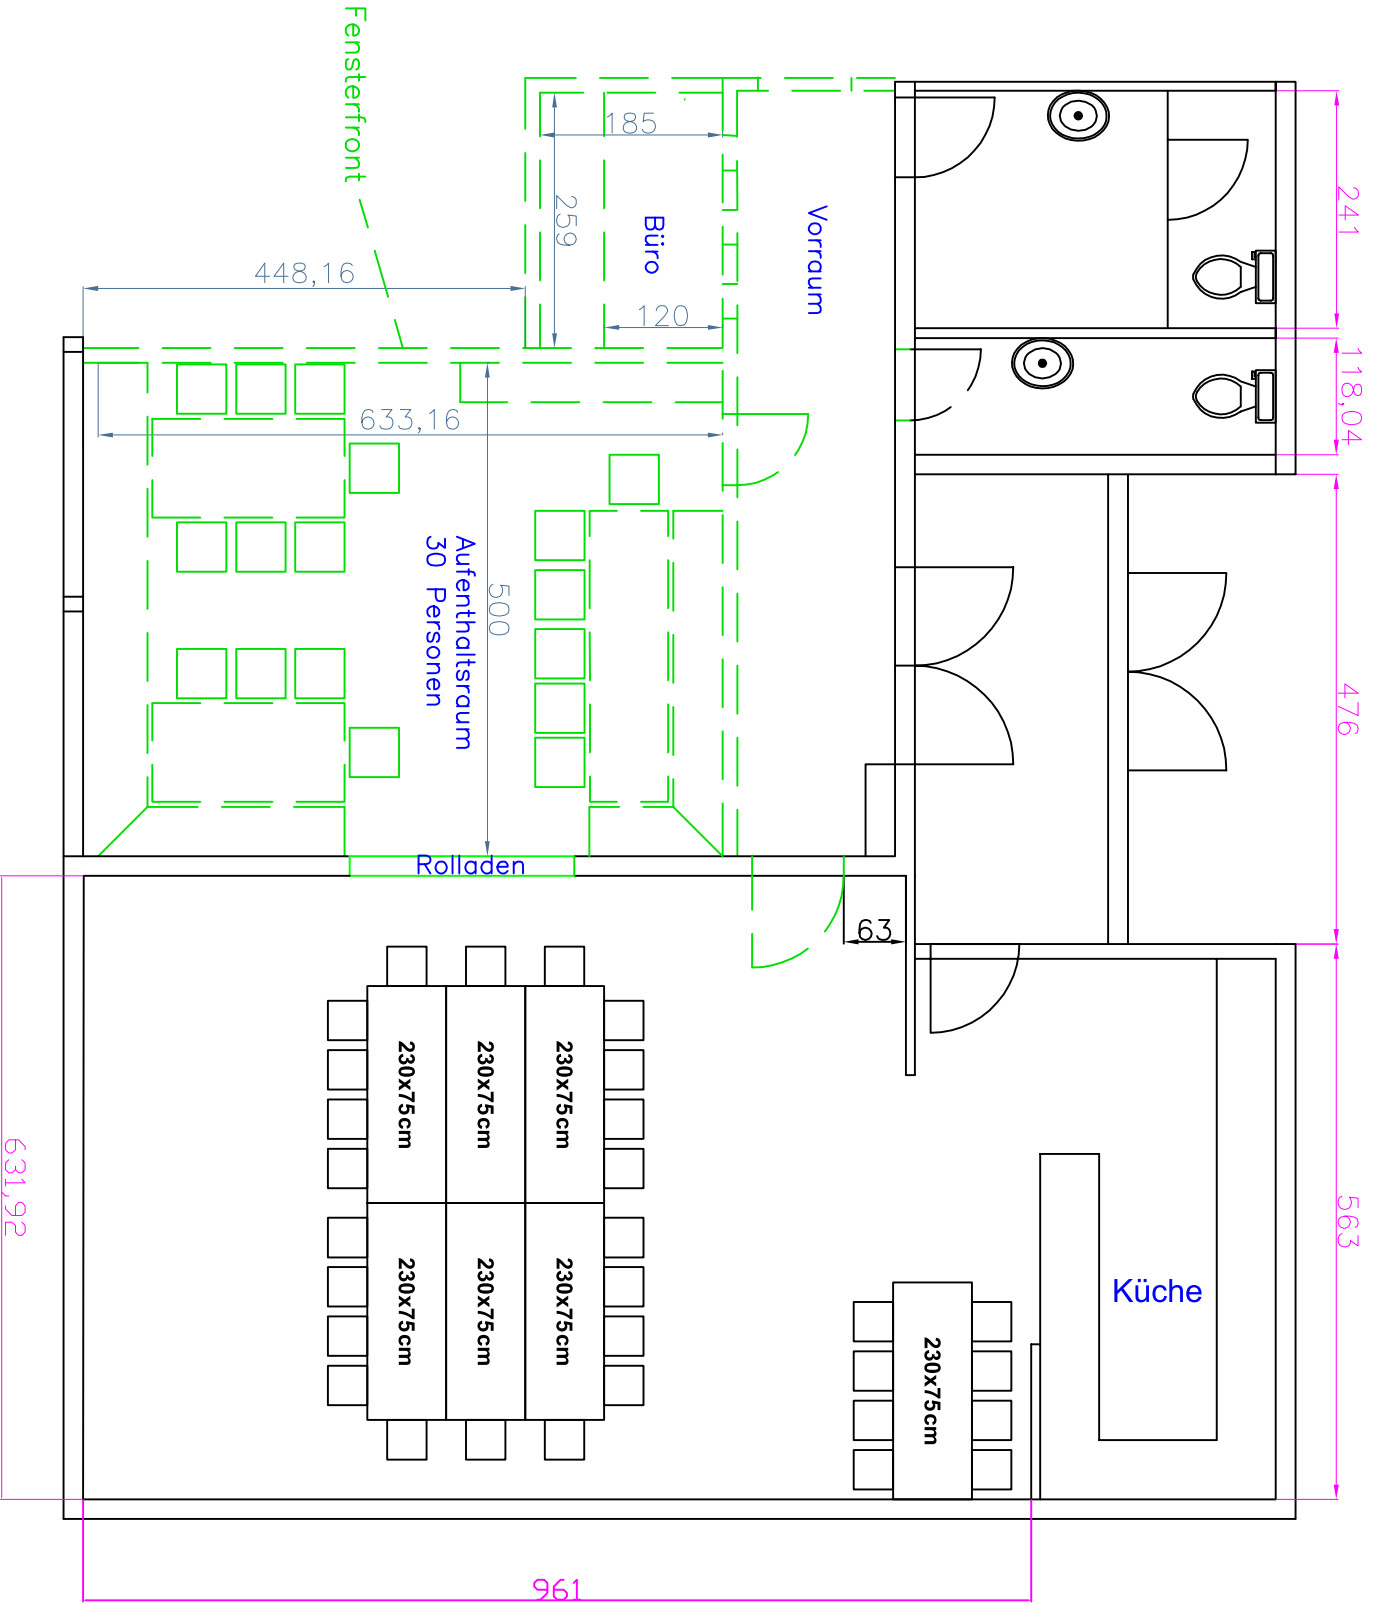 Fensterfront
185
259
Büro
Vorraum
241
448,16
120
118,04
633,16
Aufenthaltsraum
30 Personen
500
476
Rolladen
63
230x75cm
230x75cm
230x75cm
631,92
563
Küche
230x75cm
230x75cm
230x75cm
230x75cm
961